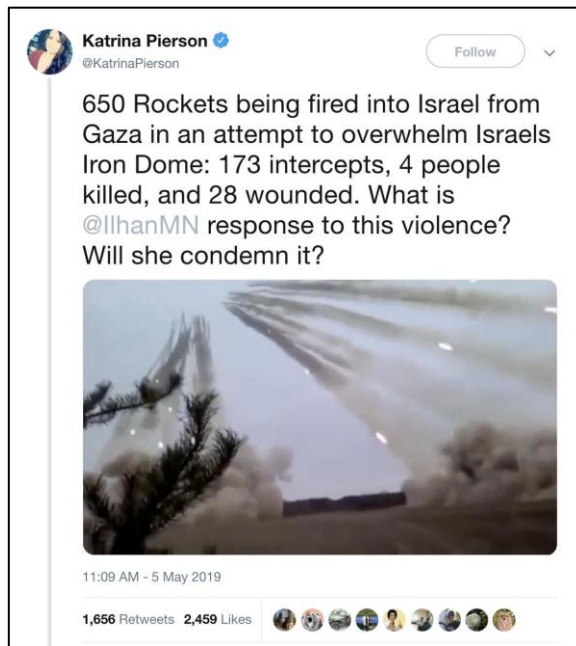 Katrina Pierson
@KatrinaPierson
Follow
650 Rockets being fired into Israel from
Gaza in an attempt to overwhelm Israels
Iron Dome: 173 intercepts, 4 people
killed, and 28 wounded. What is
@IlhanMN response to this violence?
Will she condemn it?
11:09 AM - 5 May 2019
1,656 Retweets 2,459 Likes